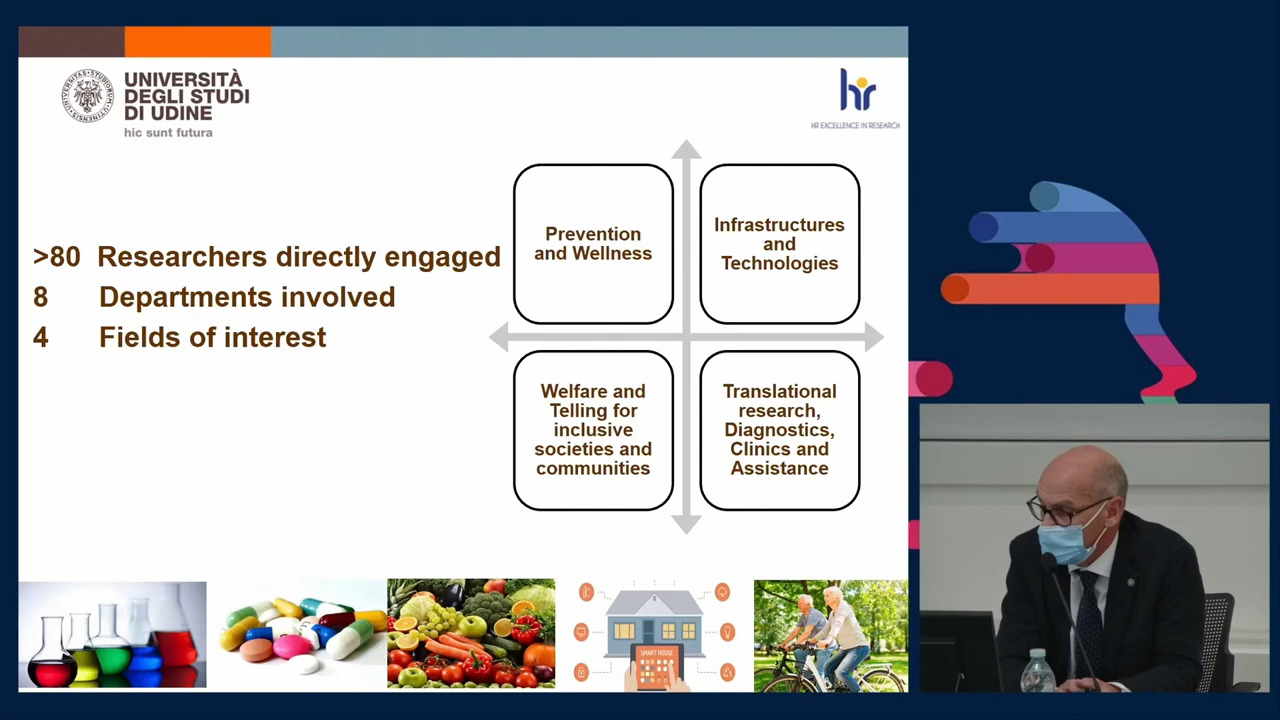 UNIVERSITÀ
DEGLI STUDI
DI UDINE
hic sunt futura
hr
HR EXCELLENCE IN RESEARCH
>80 Researchers directly engaged
8 Departments involved
4 Fields of interest
Prevention
and Wellness
Infrastructures
and
Technologies
Welfare and
Telling for
inclusive
societies and
communities
Translational
research,
Diagnostics,
Clinics and
Assistance
SMART HOUSE